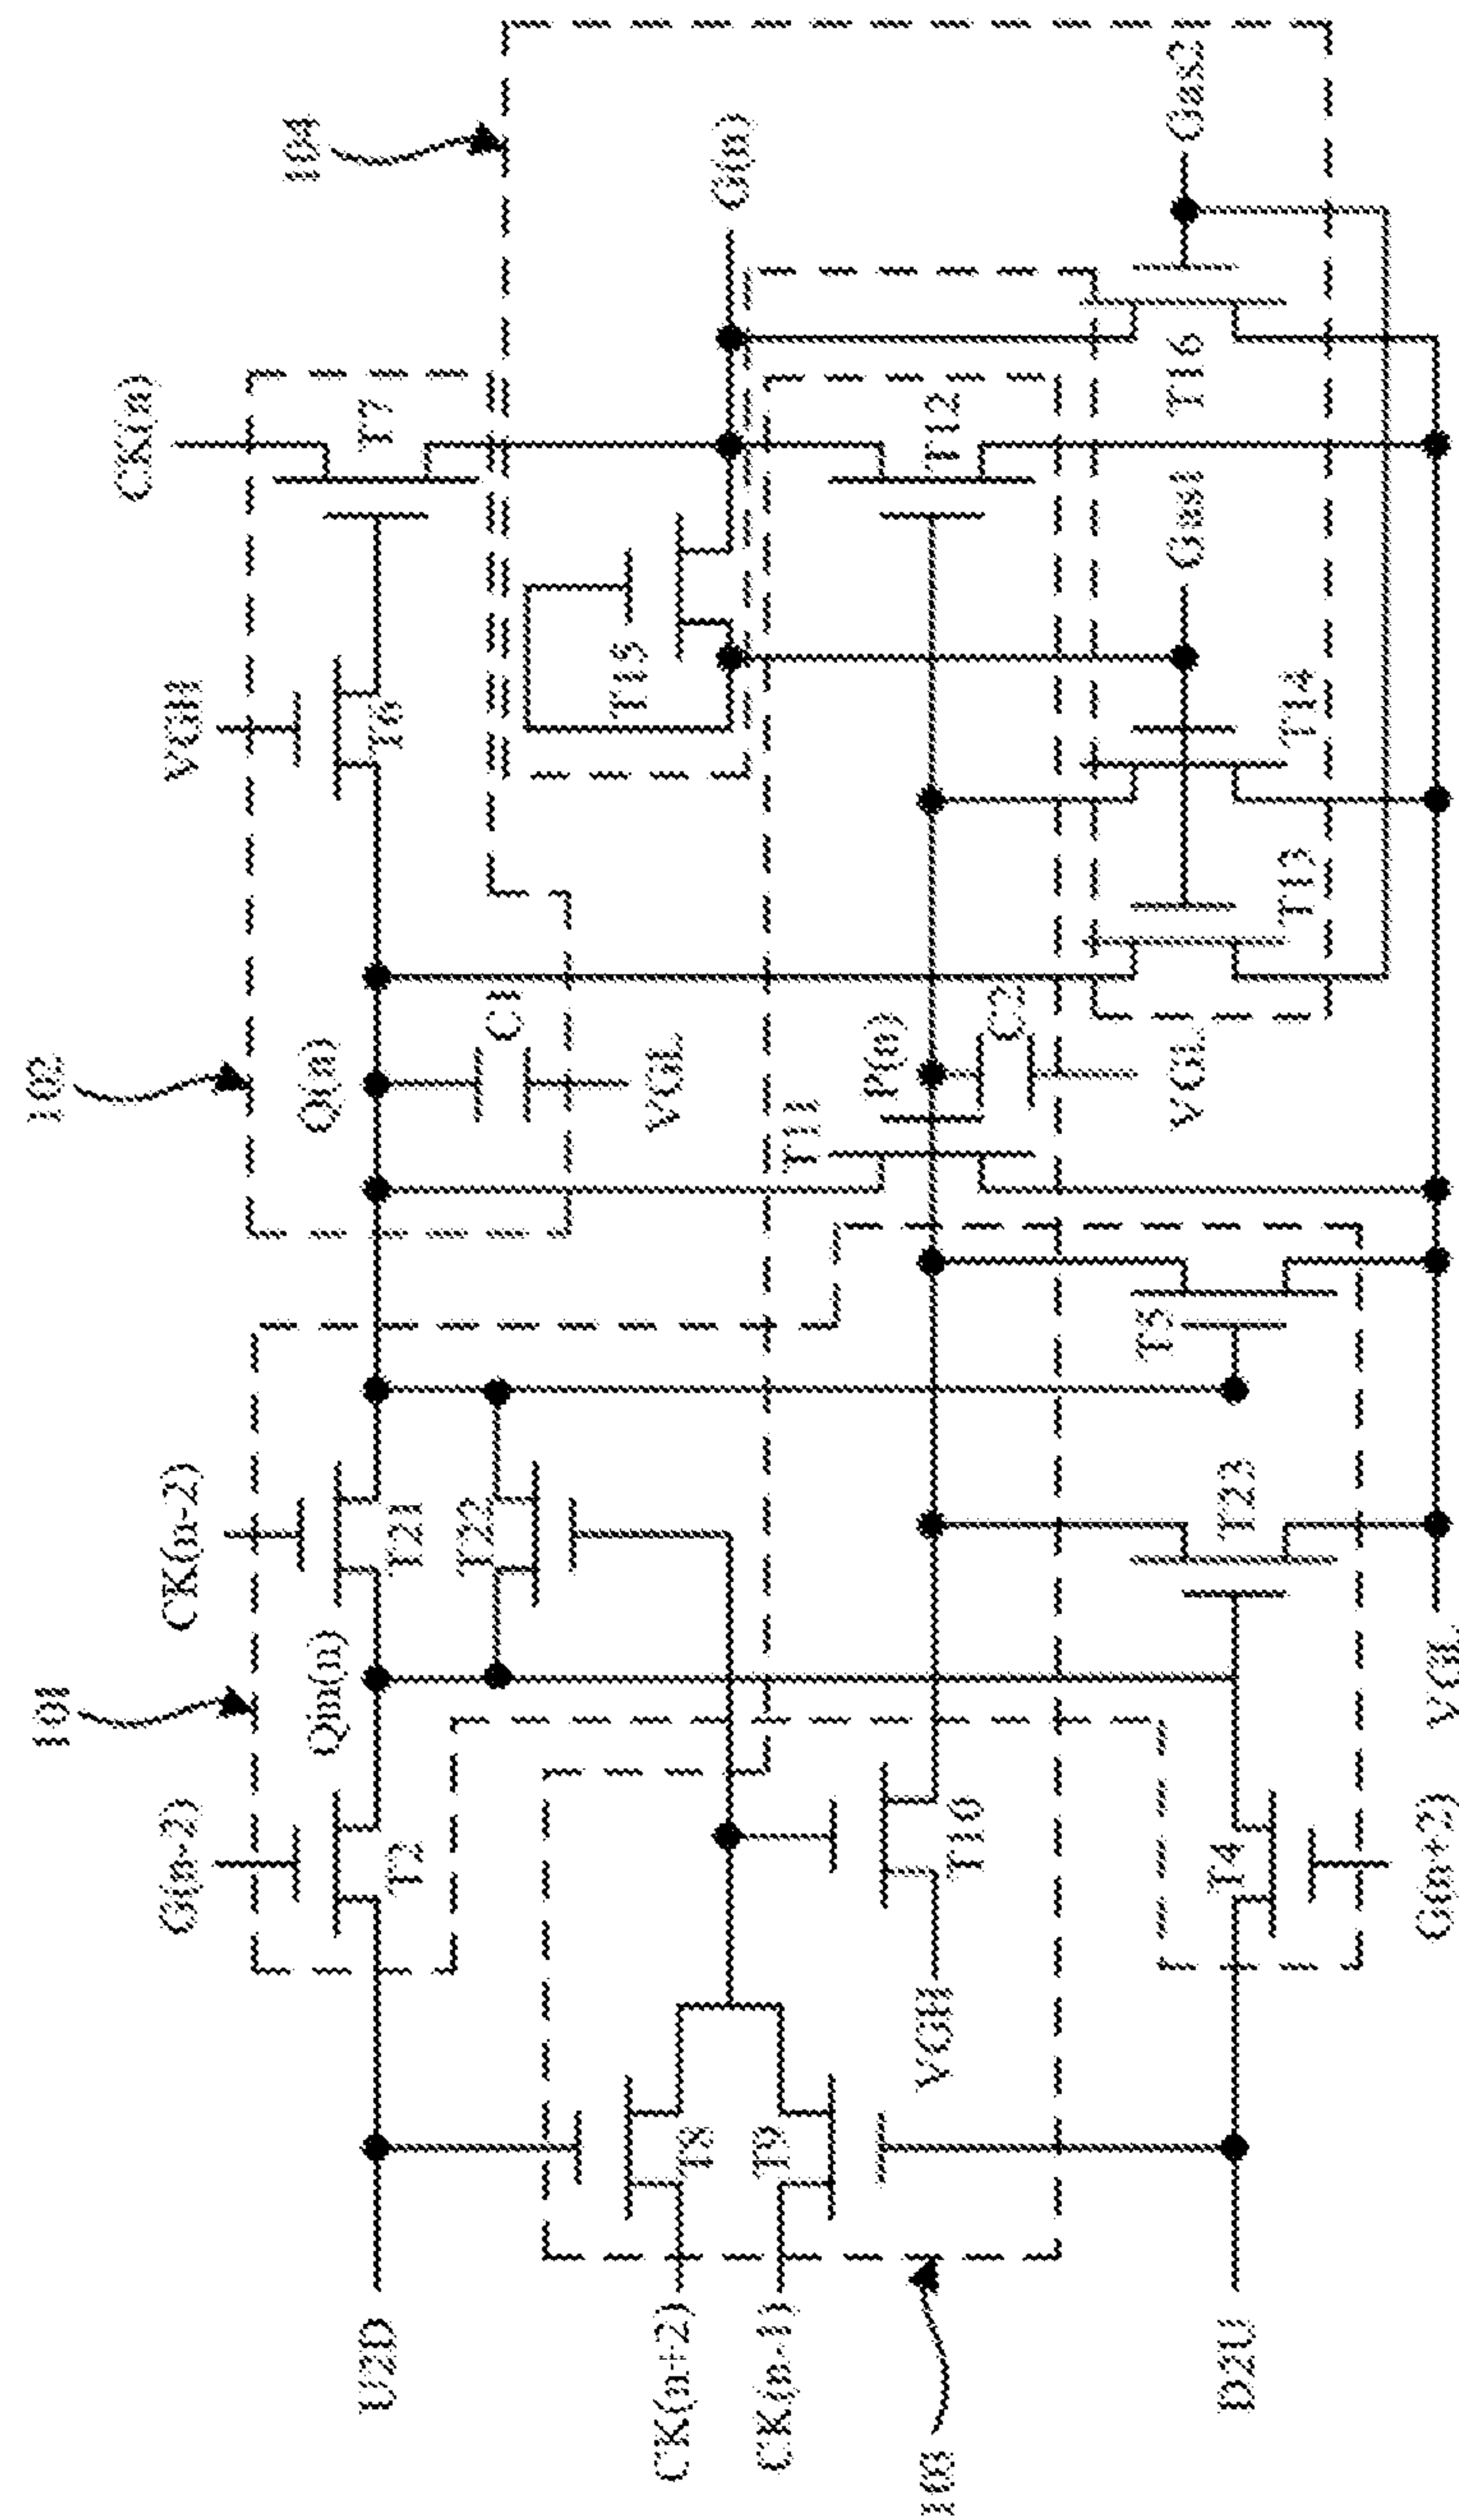 101
102
CK(n)
G(n-2)
CK(n-2)
VGH
104
Qin(n)
Q(n)
U2D
T2
T21
T6
T7
T22
C1
T15
CK(n+2)
T8
VGL
G(n)
CK(n-1)
T9
T11
P(n)
103
VGH
T10
T12
C2
T5
VGL
Gas1
T16
Gas2
D2U
T4
T23
T13
T14
G(n+2)
VGL